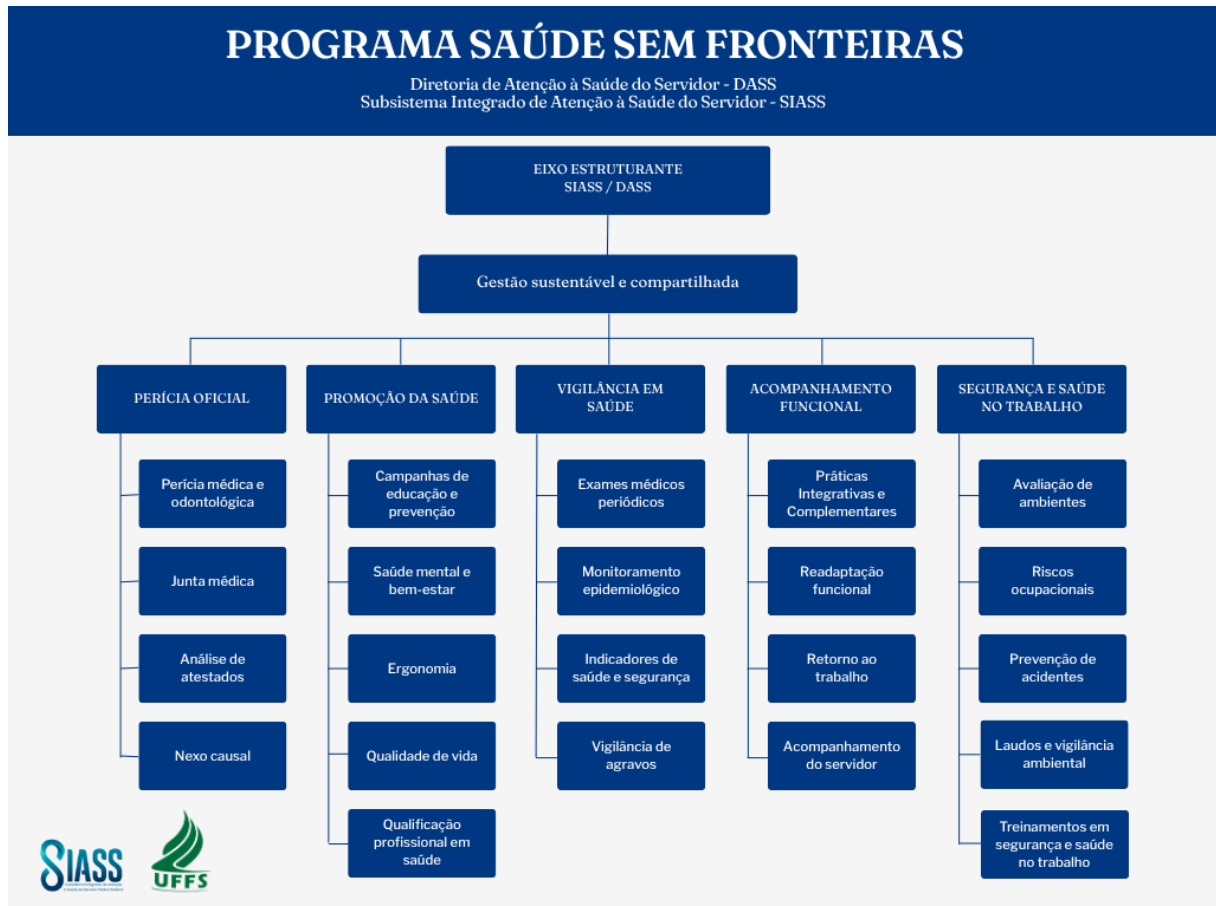 PROGRAMA SAÚDE SEM FRONTEIRAS
Diretoria de Atenção à Saúde do Servidor - DASS
Subsistema Integrado de Atenção à Saúde do Servidor - SIASS
EIXO ESTRUTURANTE
SIASS / DASS
Gestão sustentável e compartilhada
PERÍCIA OFICIAL
Perícia médica e
odontológica
Junta médica
Análise de
atestados
Nexo causal
PROMOÇÃO DA SAÚDE
Campanhas de
educação e
prevenção
Saúde mental e
bem-estar
Ergonomia
Qualidade de vida
Qualificação
profissional em
saúde
VIGILÂNCIA EM
SAÚDE
Exames médicos
periódicos
Monitoramento
epidemiológico
Indicadores de
saúde e segurança
Vigilância de
agravos
ACOMPANHAMENTO
FUNCIONAL
Práticas
Integrativas e
Complementares
Readaptação
funcional
Retorno ao
trabalho
Acompanhamento
do servidor
SEGURANÇA E SAÚDE
NO TRABALHO
Avaliação de
ambientes
Riscos
ocupacionais
Prevenção de
acidentes
Laudos e vigilância
ambiental
Treinamentos em
segurança e saúde
no trabalho
SIASS
UFFS